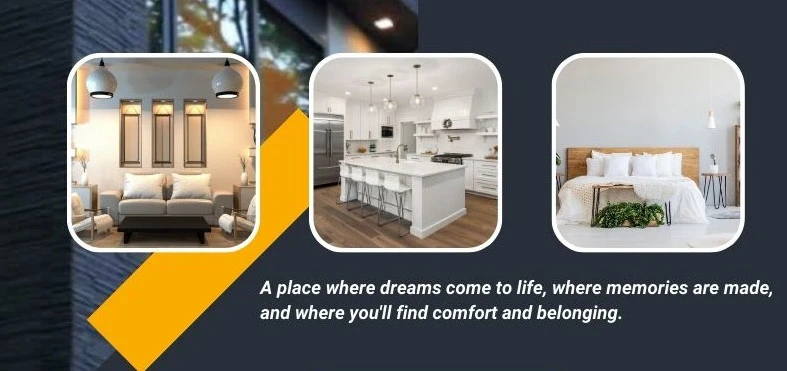 A place where dreams come to life, where memories are made,
and where you'll find comfort and belonging.